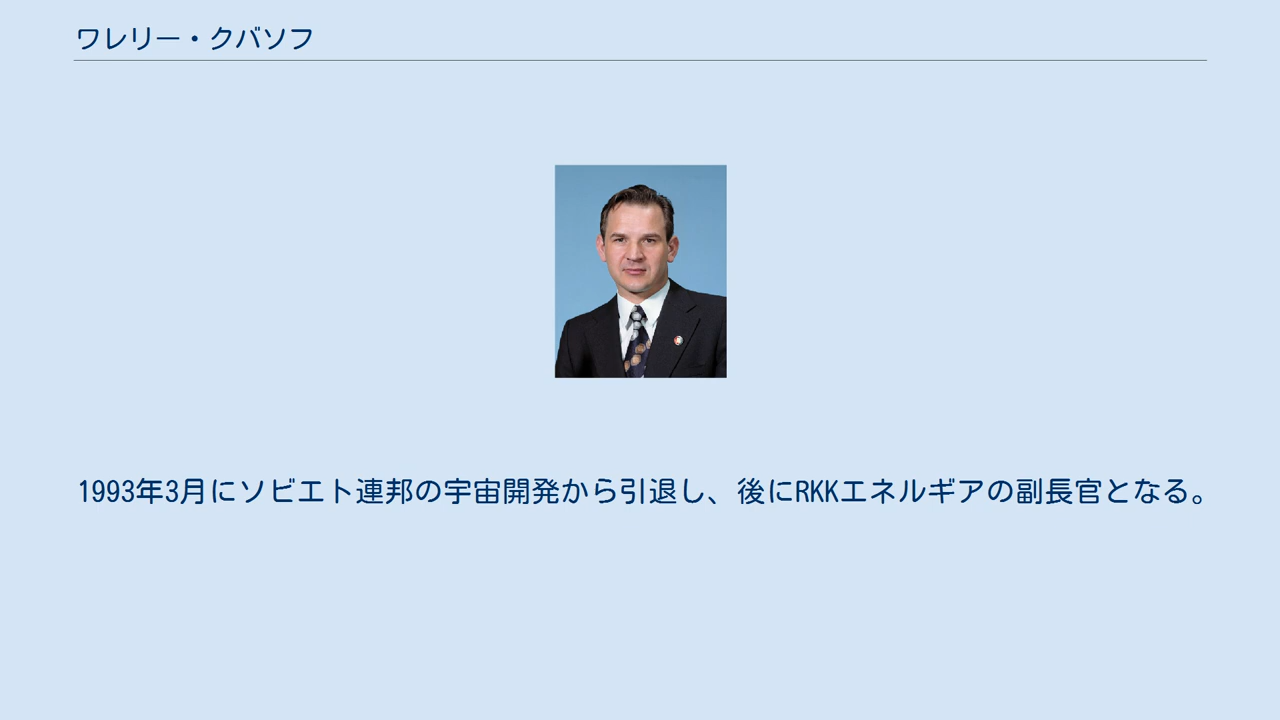 ワレリー・クバソフ
1993年3月にソビエト連邦の宇宙開発から引退し、後にRKKエネルギアの副長官となる。